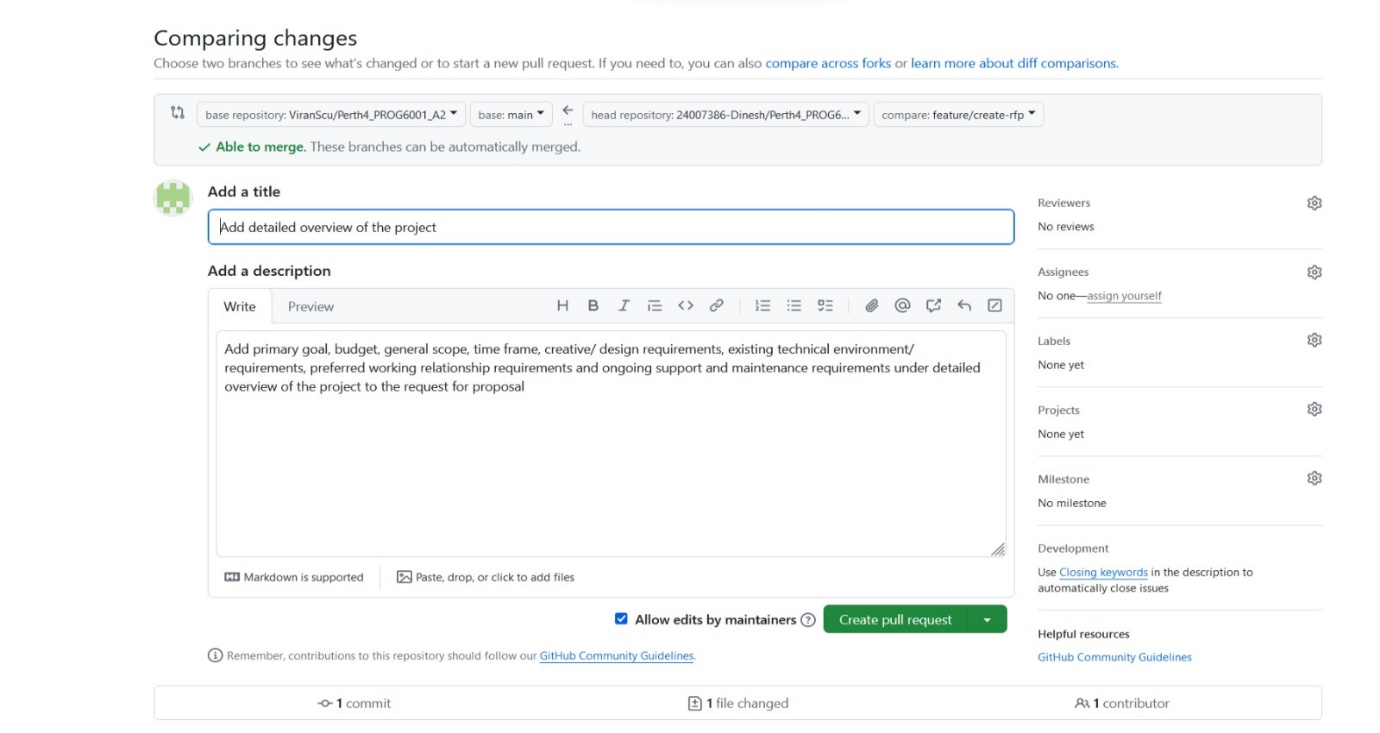 Comparing changes
Choose two branches to see what's changed or to start a new pull request. If you need to, you can also compare across forks or learn more about diff comparisons.
base repository: ViranScu/Perth4_PROG6001_A2 base: main ... head repository: 24007386-Dinesh/Perth4_PROG6... compare: feature/create-rfp
Able to merge. These branches can be automatically merged.
Add a title
Add detailed overview of the project
Add a description
Write Preview H B I
Add primary goal, budget, general scope, time frame, creative/ design requirements, existing technical environment/
requirements, preferred working relationship requirements and ongoing support and maintenance requirements under detailed
overview of the project to the request for proposal
Markdown is supported Paste, drop, or click to add files
Allow edits by maintainers Create pull request
Remember, contributions to this repository should follow our GitHub Community Guidelines.
Reviewers
No reviews
Assignees
No one—assign yourself
Labels
None yet
Projects
None yet
Milestone
No milestone
Development
Use Closing keywords in the description to
automatically close issues
Helpful resources
GitHub Community Guidelines
1 commit 1 file changed 1 contributor